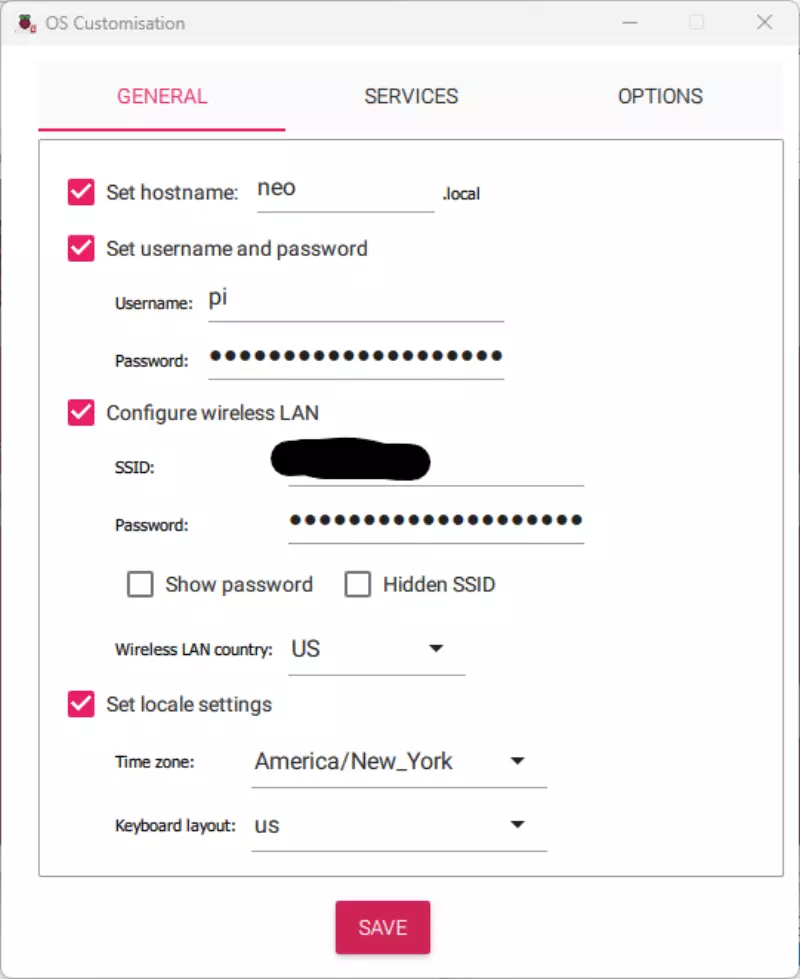 OS Customisation
GENERAL SERVICES OPTIONS
Set hostname: neo .local
Set username and password
Username: pi
Password: ●●●●●●●●●●●●●●●●●●●●
Configure wireless LAN
SSID:
Password: ●●●●●●●●●●●●●●●●●●●●
Show password Hidden SSID
Wireless LAN country: US
Set locale settings
Time zone: America/New_York
Keyboard layout: us
SAVE